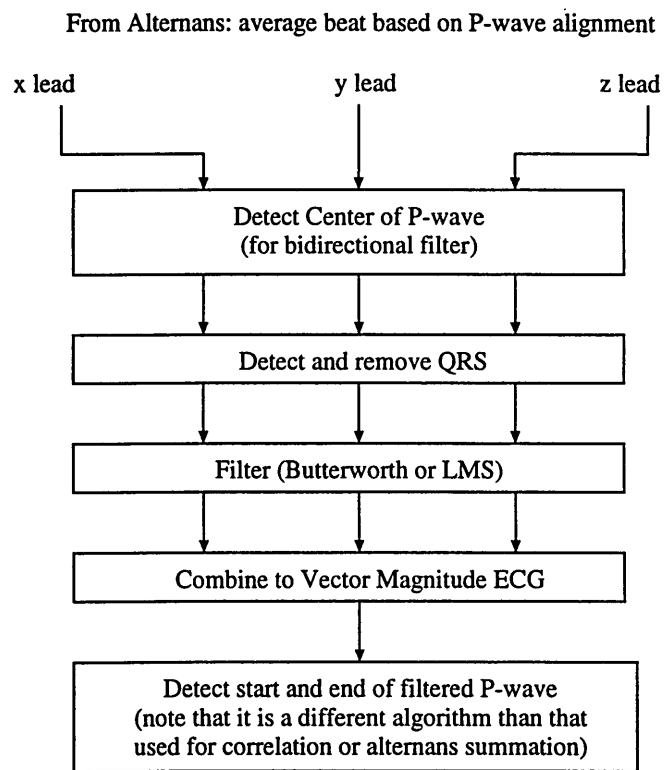 From Alternans: average beat based on P-wave alignment
x lead
y lead
z lead
Detect Center of P-wave
(for bidirectional filter)
Detect and remove QRS
Filter (Butterworth or LMS)
Combine to Vector Magnitude ECG
Detect start and end of filtered P-wave
(note that it is a different algorithm than that
used for correlation or alternans summation)